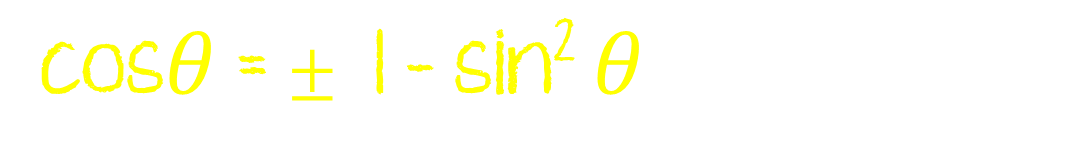 cosθ = ± 1 - sin² θ